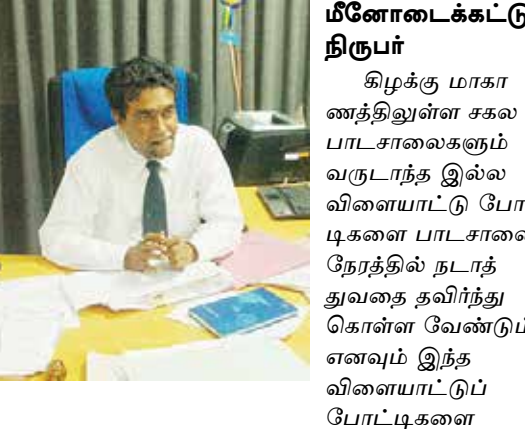 மீனோடைக்கட்டு
நிருபர்
கிழக்கு மாகா
ணத்திலுள்ள சகல
பாடசாலைகளும்
வருடாந்த இல்ல
விளையாட்டு போ
டிகளை பாடசாலை
நேரத்தில் நடாத்
துவதை தவிர்ந்து
கொள்ள வேண்டும்
எனவும் இந்த
விளையாட்டுப்
போட்டிகளை